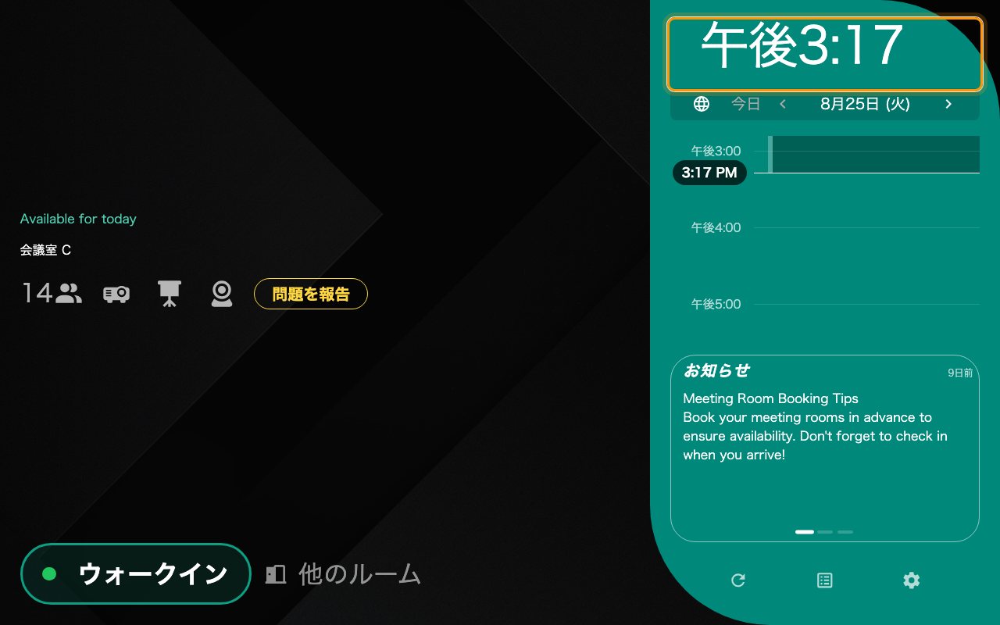 午後3:17
今日
8月25日 (火)
午後3:00
3:17 PM
午後4:00
午後5:00
Available for today
会議室 C
14
問題を報告
お知らせ
9日前
Meeting Room Booking Tips
Book your meeting rooms in advance to
ensure availability. Don't forget to check in
when you arrive!
ウォークイン
他のルーム